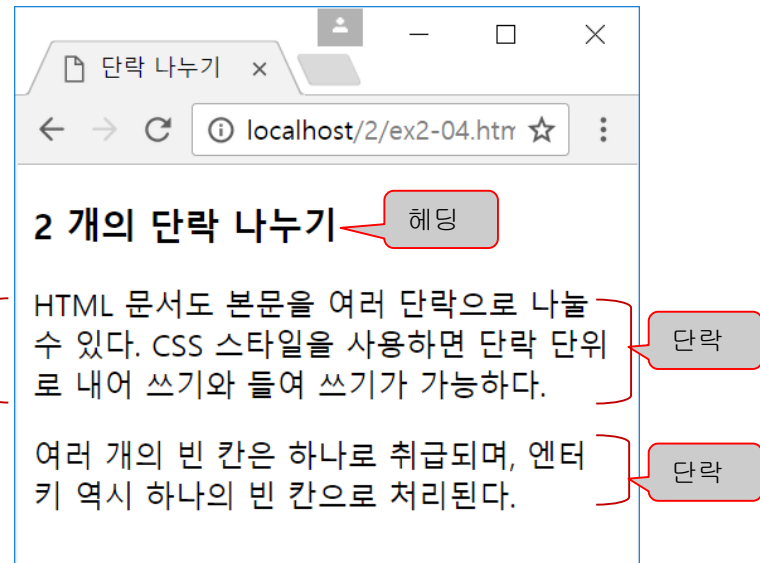 단락 나누기
localhost/2/ex2-04.htm
2 개의 단락 나누기
헤딩
HTML 문서도 본문을 여러 단락으로 나눌
수 있다. CSS 스타일을 사용하면 단락 단위
로 내어 쓰기와 들여 쓰기가 가능하다.
단락
여러 개의 빈 칸은 하나로 취급되며, 엔터
키 역시 하나의 빈 칸으로 처리된다.
단락